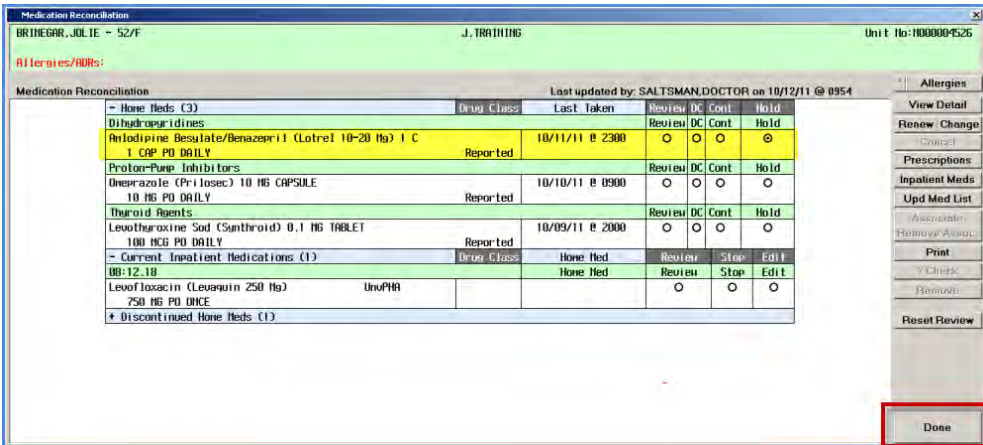 Medication Reconciliation
BRINEGAR,JOLIE - 52/F J.TRAINING Unit No:N000004526
Allergies/ADRs:
Medication Reconciliation Last updated by: SALTSMAN,DOCTOR on 10/12/11 @ 0954
- Home Meds (3) Drug Class Last Taken Review DC Cont Hold
Dihydropyridines Review DC Cont Hold
Amlodipine Besylate/Benazepril (Lotrel 10-20 Mg) 1 C 10/11/11 @ 2300
1 CAP PO DAILY Reported
Proton-Pump Inhibitors Review DC Cont Hold
Omeprazole (Prilosec) 10 MG CAPSULE 10/10/11 @ 0900
10 MG PO DAILY Reported
Thyroid Agents Review DC Cont Hold
Levothyroxine Sod (Synthroid) 0.1 MG TABLET 10/09/11 @ 2000
100 MCG PO DAILY Reported
- Current Inpatient Medications (1) Drug Class Home Med Review Stop Edit
08:12.18 Home Med Review Stop Edit
Levofloxacin (Levaquin 250 Mg) UnvPHA
750 MG PO ONCE
+ Discontinued Home Meds (1)
Allergies
View Detail
Renew Change
Cancel
Prescriptions
Inpatient Meds
Upd Med List
Associate
Remove Assoc
Print
? Check
Remove
Reset Review
Done